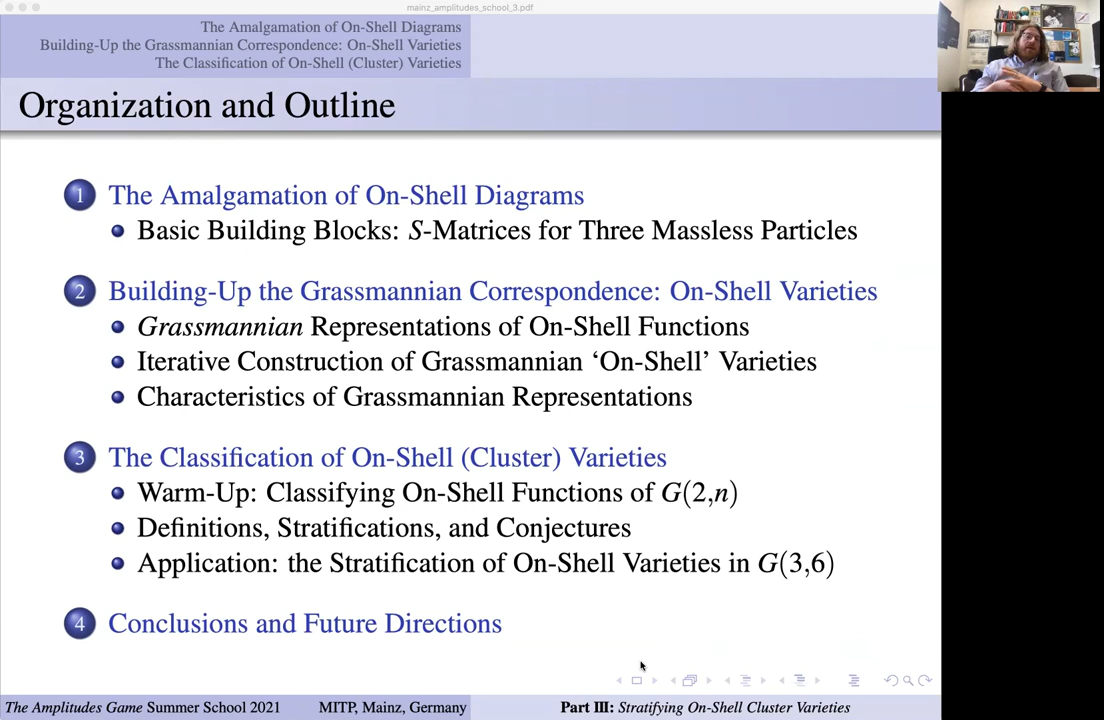 mainz_amplitudes_school_3.pdf
The Amalgamation of On-Shell Diagrams
Building-Up the Grassmannian Correspondence: On-Shell Varieties
The Classification of On-Shell (Cluster) Varieties
Organization and Outline
1 The Amalgamation of On-Shell Diagrams
Basic Building Blocks: S-Matrices for Three Massless Particles
2 Building-Up the Grassmannian Correspondence: On-Shell Varieties
Grassmannian Representations of On-Shell Functions
Iterative Construction of Grassmannian ‘On-Shell’ Varieties
Characteristics of Grassmannian Representations
3 The Classification of On-Shell (Cluster) Varieties
Warm-Up: Classifying On-Shell Functions of G(2,n)
Definitions, Stratifications, and Conjectures
Application: the Stratification of On-Shell Varieties in G(3,6)
4 Conclusions and Future Directions
The Amplitudes Game Summer School 2021 MITP, Mainz, Germany Part III: Stratifying On-Shell Cluster Varieties